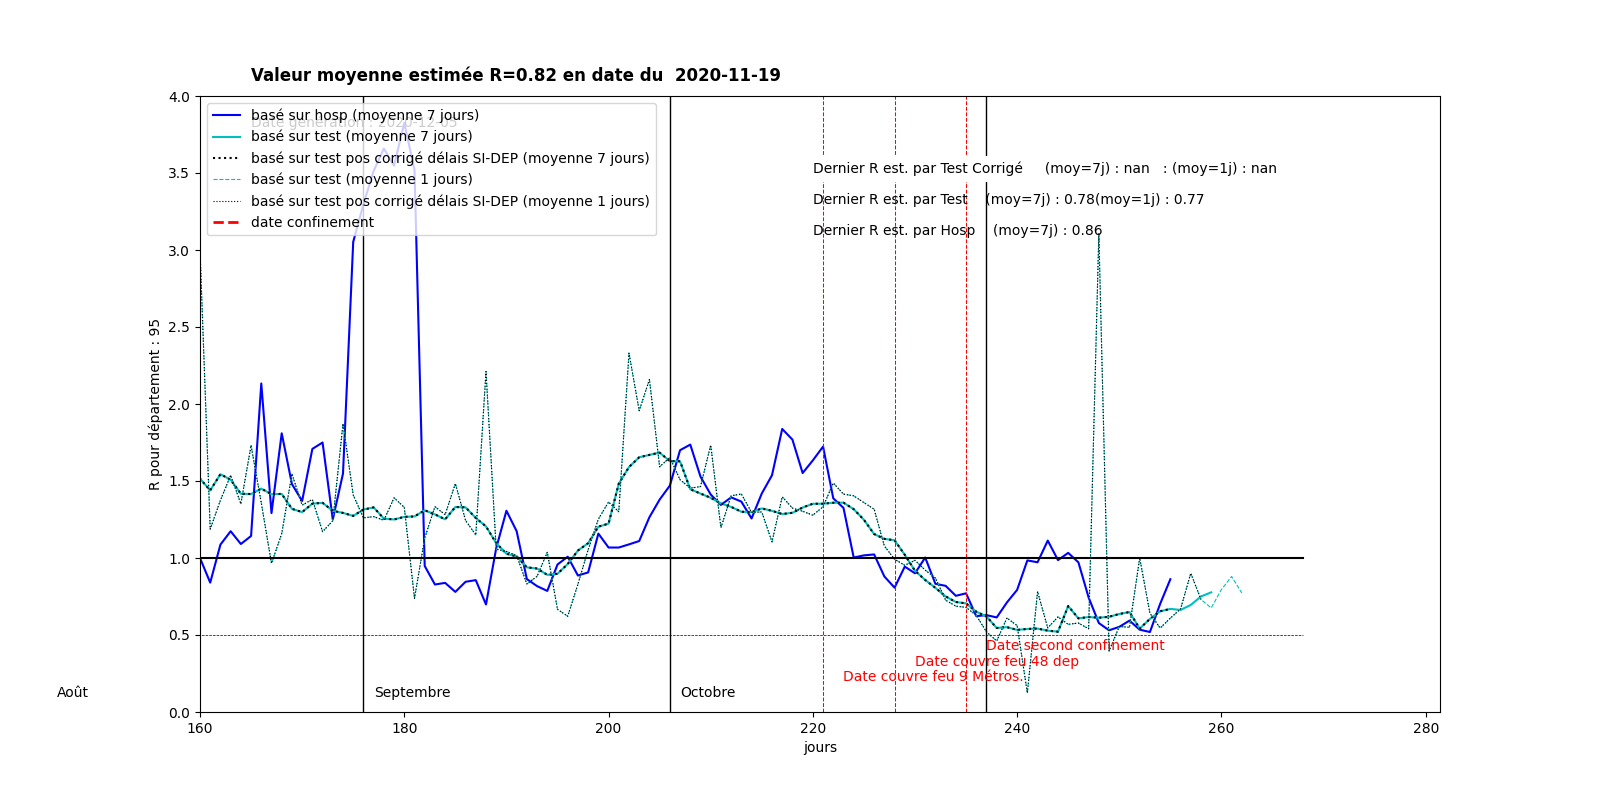 Valeur moyenne estimée R=0.82 en date du  2020-11-19
4.0
3.5
3.0
2.5
2.0
1.5
1.0
0.5
0.0
R pour département : 95
basé sur hosp (moyenne 7 jours)
Date génération : 2020-12-05
basé sur test (moyenne 7 jours)
basé sur test pos corrigé délais SI-DEP (moyenne 7 jours)
basé sur test (moyenne 1 jours)
basé sur test pos corrigé délais SI-DEP (moyenne 1 jours)
date confinement
Dernier R est. par Test Corrigé     (moy=7j) : nan   : (moy=1j) : nan
Dernier R est. par Test    (moy=7j) : 0.78(moy=1j) : 0.77
Dernier R est. par Hosp    (moy=7j) : 0.86
Date second confinement
Date couvre feu 48 dep
Date couvre feu 9 Métros.
Août
Septembre
Octobre
160 180 200 220 240 260 280
jours